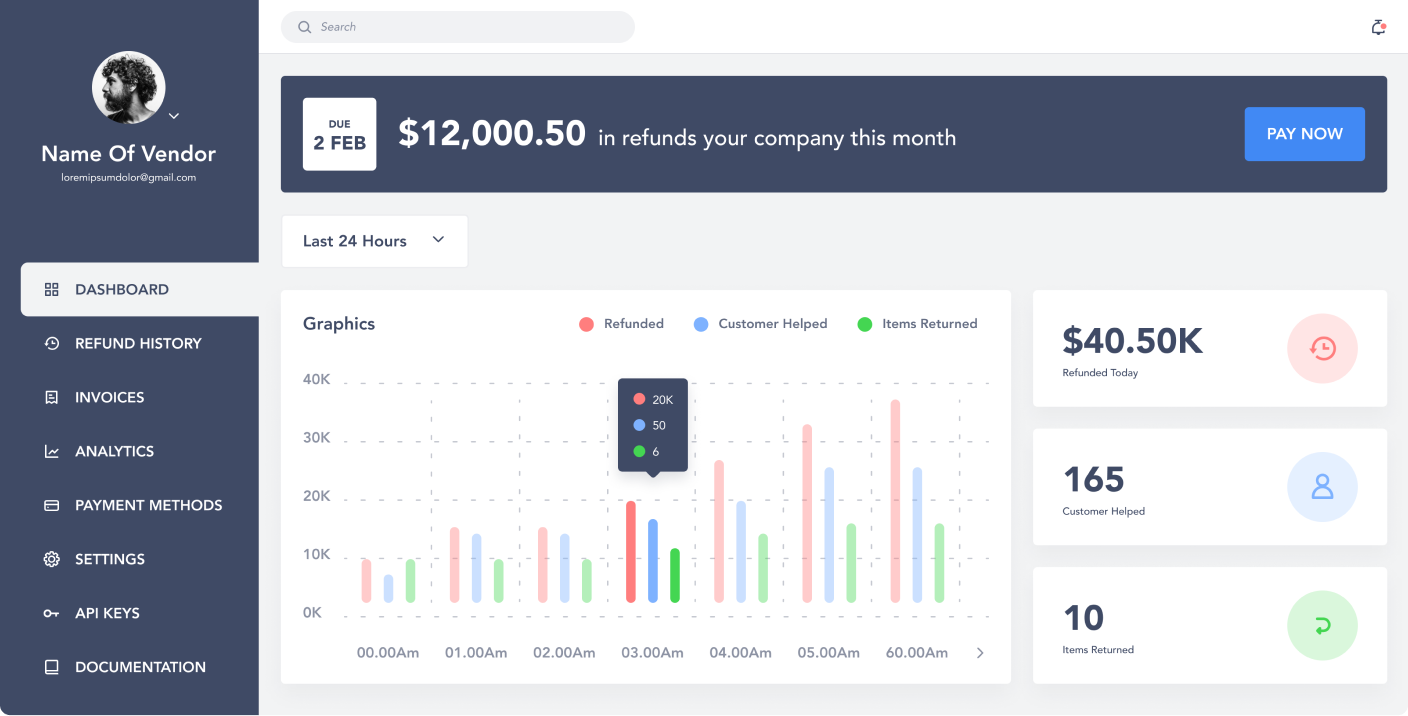 Search
Name Of Vendor
loremipsumdolor@gmail.com
DASHBOARD
REFUND HISTORY
INVOICES
ANALYTICS
PAYMENT METHODS
SETTINGS
API KEYS
DOCUMENTATION
DUE
2 FEB
$12,000.50 in refunds your company this month
PAY NOW
Last 24 Hours
Graphics
Refunded Customer Helped Items Returned
40K
30K
20K
10K
0K
20K
50
6
00.00Am 01.00Am 02.00Am 03.00Am 04.00Am 05.00Am 60.00Am
$40.50K
Refunded Today
165
Customer Helped
10
Items Returned